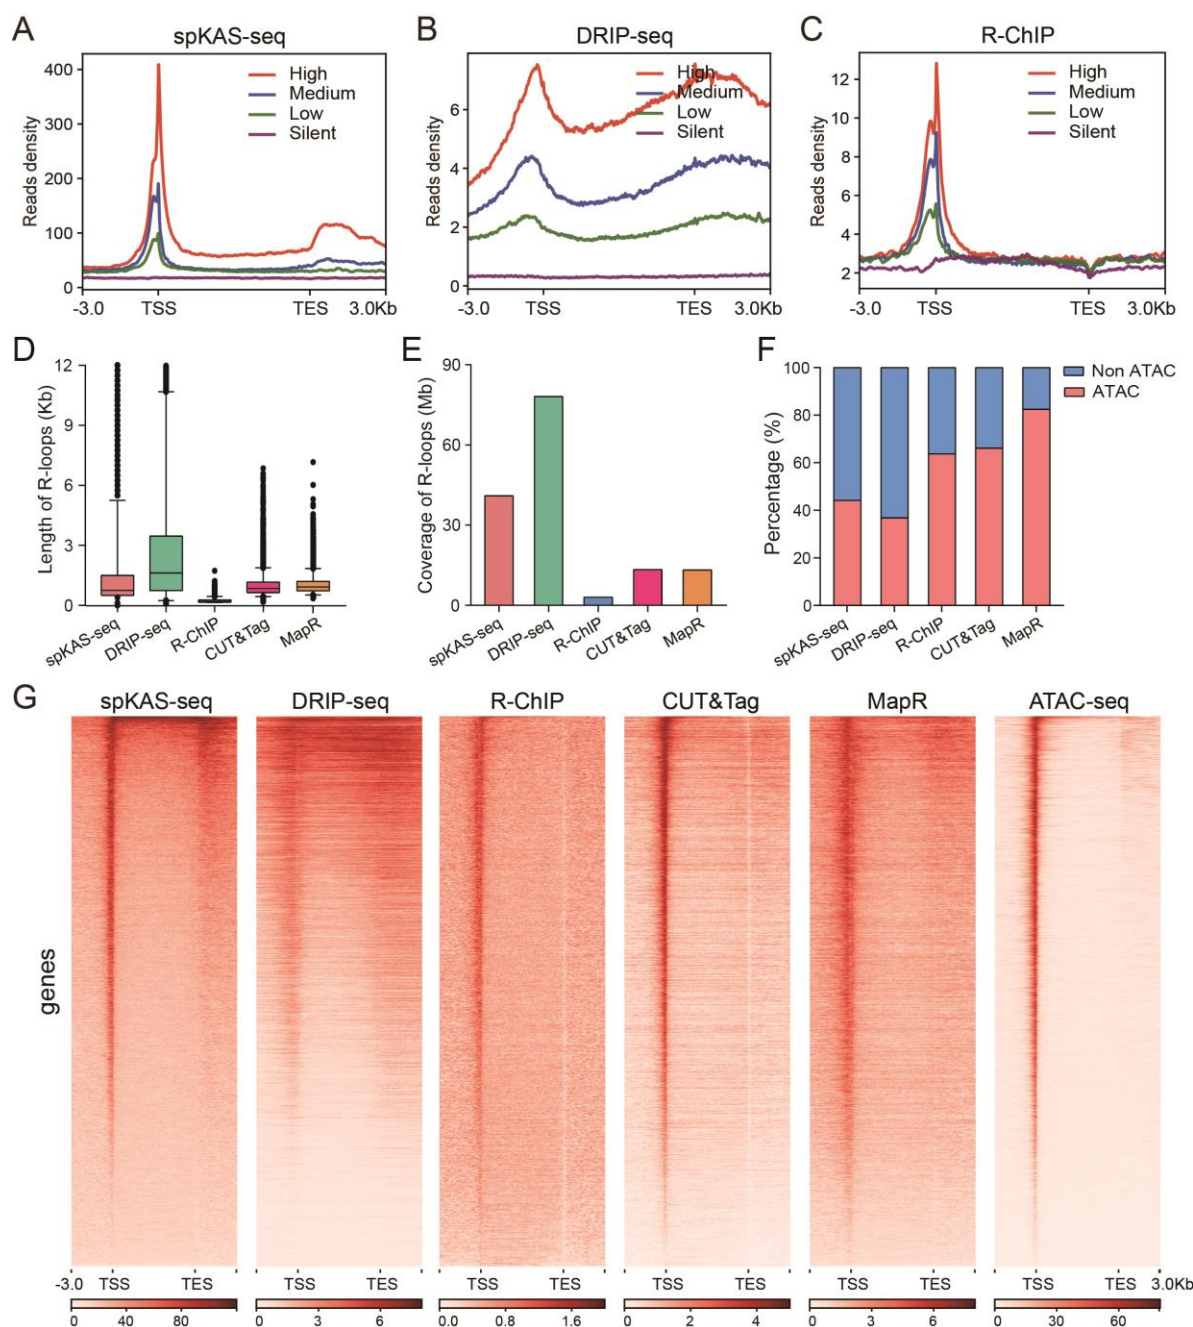 A
spKAS-seq
Reads density
400
300
200
100
0
High
Medium
Low
Silent
-3.0
TSS
TES
3.0Kb
B
DRIP-seq
Reads density
6
4
2
0
High
Medium
Low
Silent
-3.0
TSS
TES
3.0Kb
C
R-ChIP
Reads density
12
10
8
6
4
2
High
Medium
Low
Silent
-3.0
TSS
TES
3.0Kb
D
Length of R-loops (Kb)
12
9
6
3
0
spKAS-seq
DRIP-seq
R-ChIP
CUT&Tag
MapR
E
Coverage of R-loops (Mb)
90
60
30
0
spKAS-seq
DRIP-seq
R-ChIP
CUT&Tag
MapR
F
Percentage (%)
100
80
60
40
20
0
Non ATAC
ATAC
spKAS-seq
DRIP-seq
R-ChIP
CUT&Tag
MapR
G
spKAS-seq
DRIP-seq
R-ChIP
CUT&Tag
MapR
ATAC-seq
genes
-3.0 TSS TES
TSS TES
TSS TES
TSS TES
TSS TES
TSS TES 3.0Kb
0 40 80
0 3 6
0.0 0.8 1.6
0 2 4
0 3 6
0 30 60